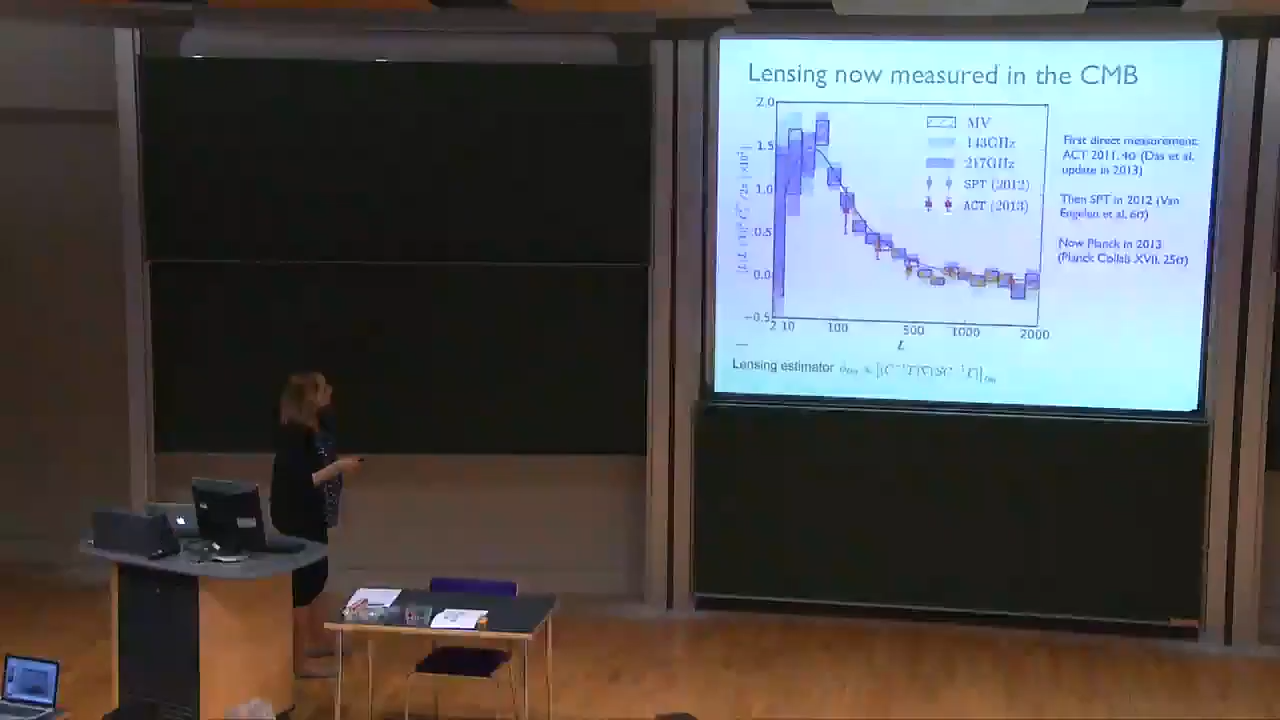 Lensing now measured in the CMB
2.0
1.5
1.0
0.5
0.0
−0.5
2 10 100 500 1000 2000
L
MV
143GHz
217GHz
SPT (2012)
ACT (2013)
First direct measurement:
ACT 2011, 4σ (Das et al,
update in 2013)
Then SPT in 2012 (Van
Engelen et al, 6σ)
Now Planck in 2013
(Planck Collab XVII, 25σ)
Lensing estimator